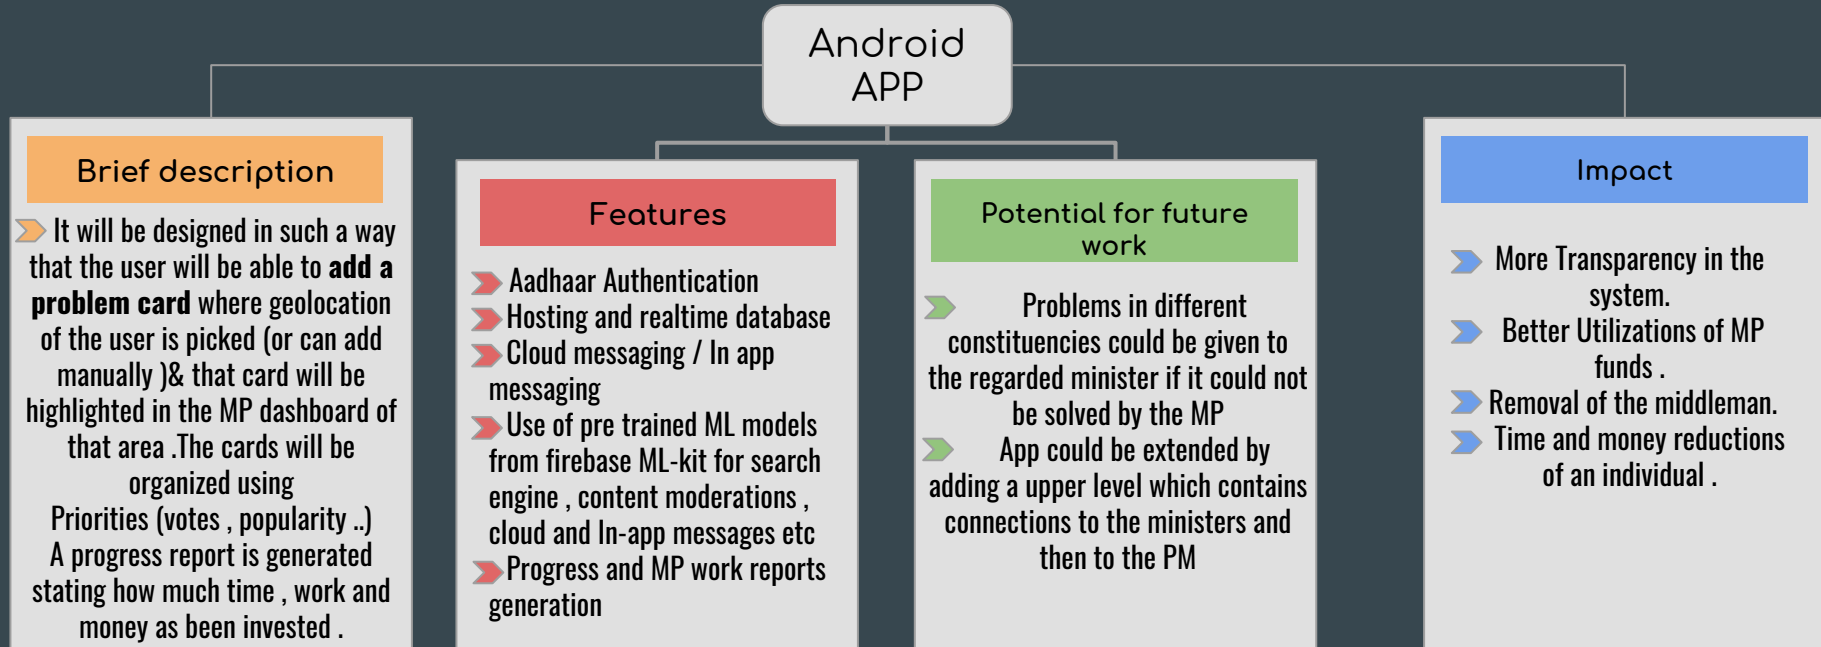 Android
APP
Brief description
It will be designed in such a way
that the user will be able to add a
problem card where geolocation
of the user is picked (or can add
manually )& that card will be
highlighted in the MP dashboard of
that area .The cards will be
organized using
Priorities (votes , popularity ..)
A progress report is generated
stating how much time , work and
money as been invested .
Features
Aadhaar Authentication
Hosting and realtime database
Cloud messaging / In app
messaging
Use of pre trained ML models
from firebase ML-kit for search
engine , content moderations ,
cloud and In-app messages etc
Progress and MP work reports
generation
Potential for future
work
Problems in different
constituencies could be given to
the regarded minister if it could not
be solved by the MP
App could be extended by
adding a upper level which contains
connections to the ministers and
then to the PM
Impact
More Transparency in the
system.
Better Utilizations of MP
funds .
Removal of the middleman.
Time and money reductions
of an individual .